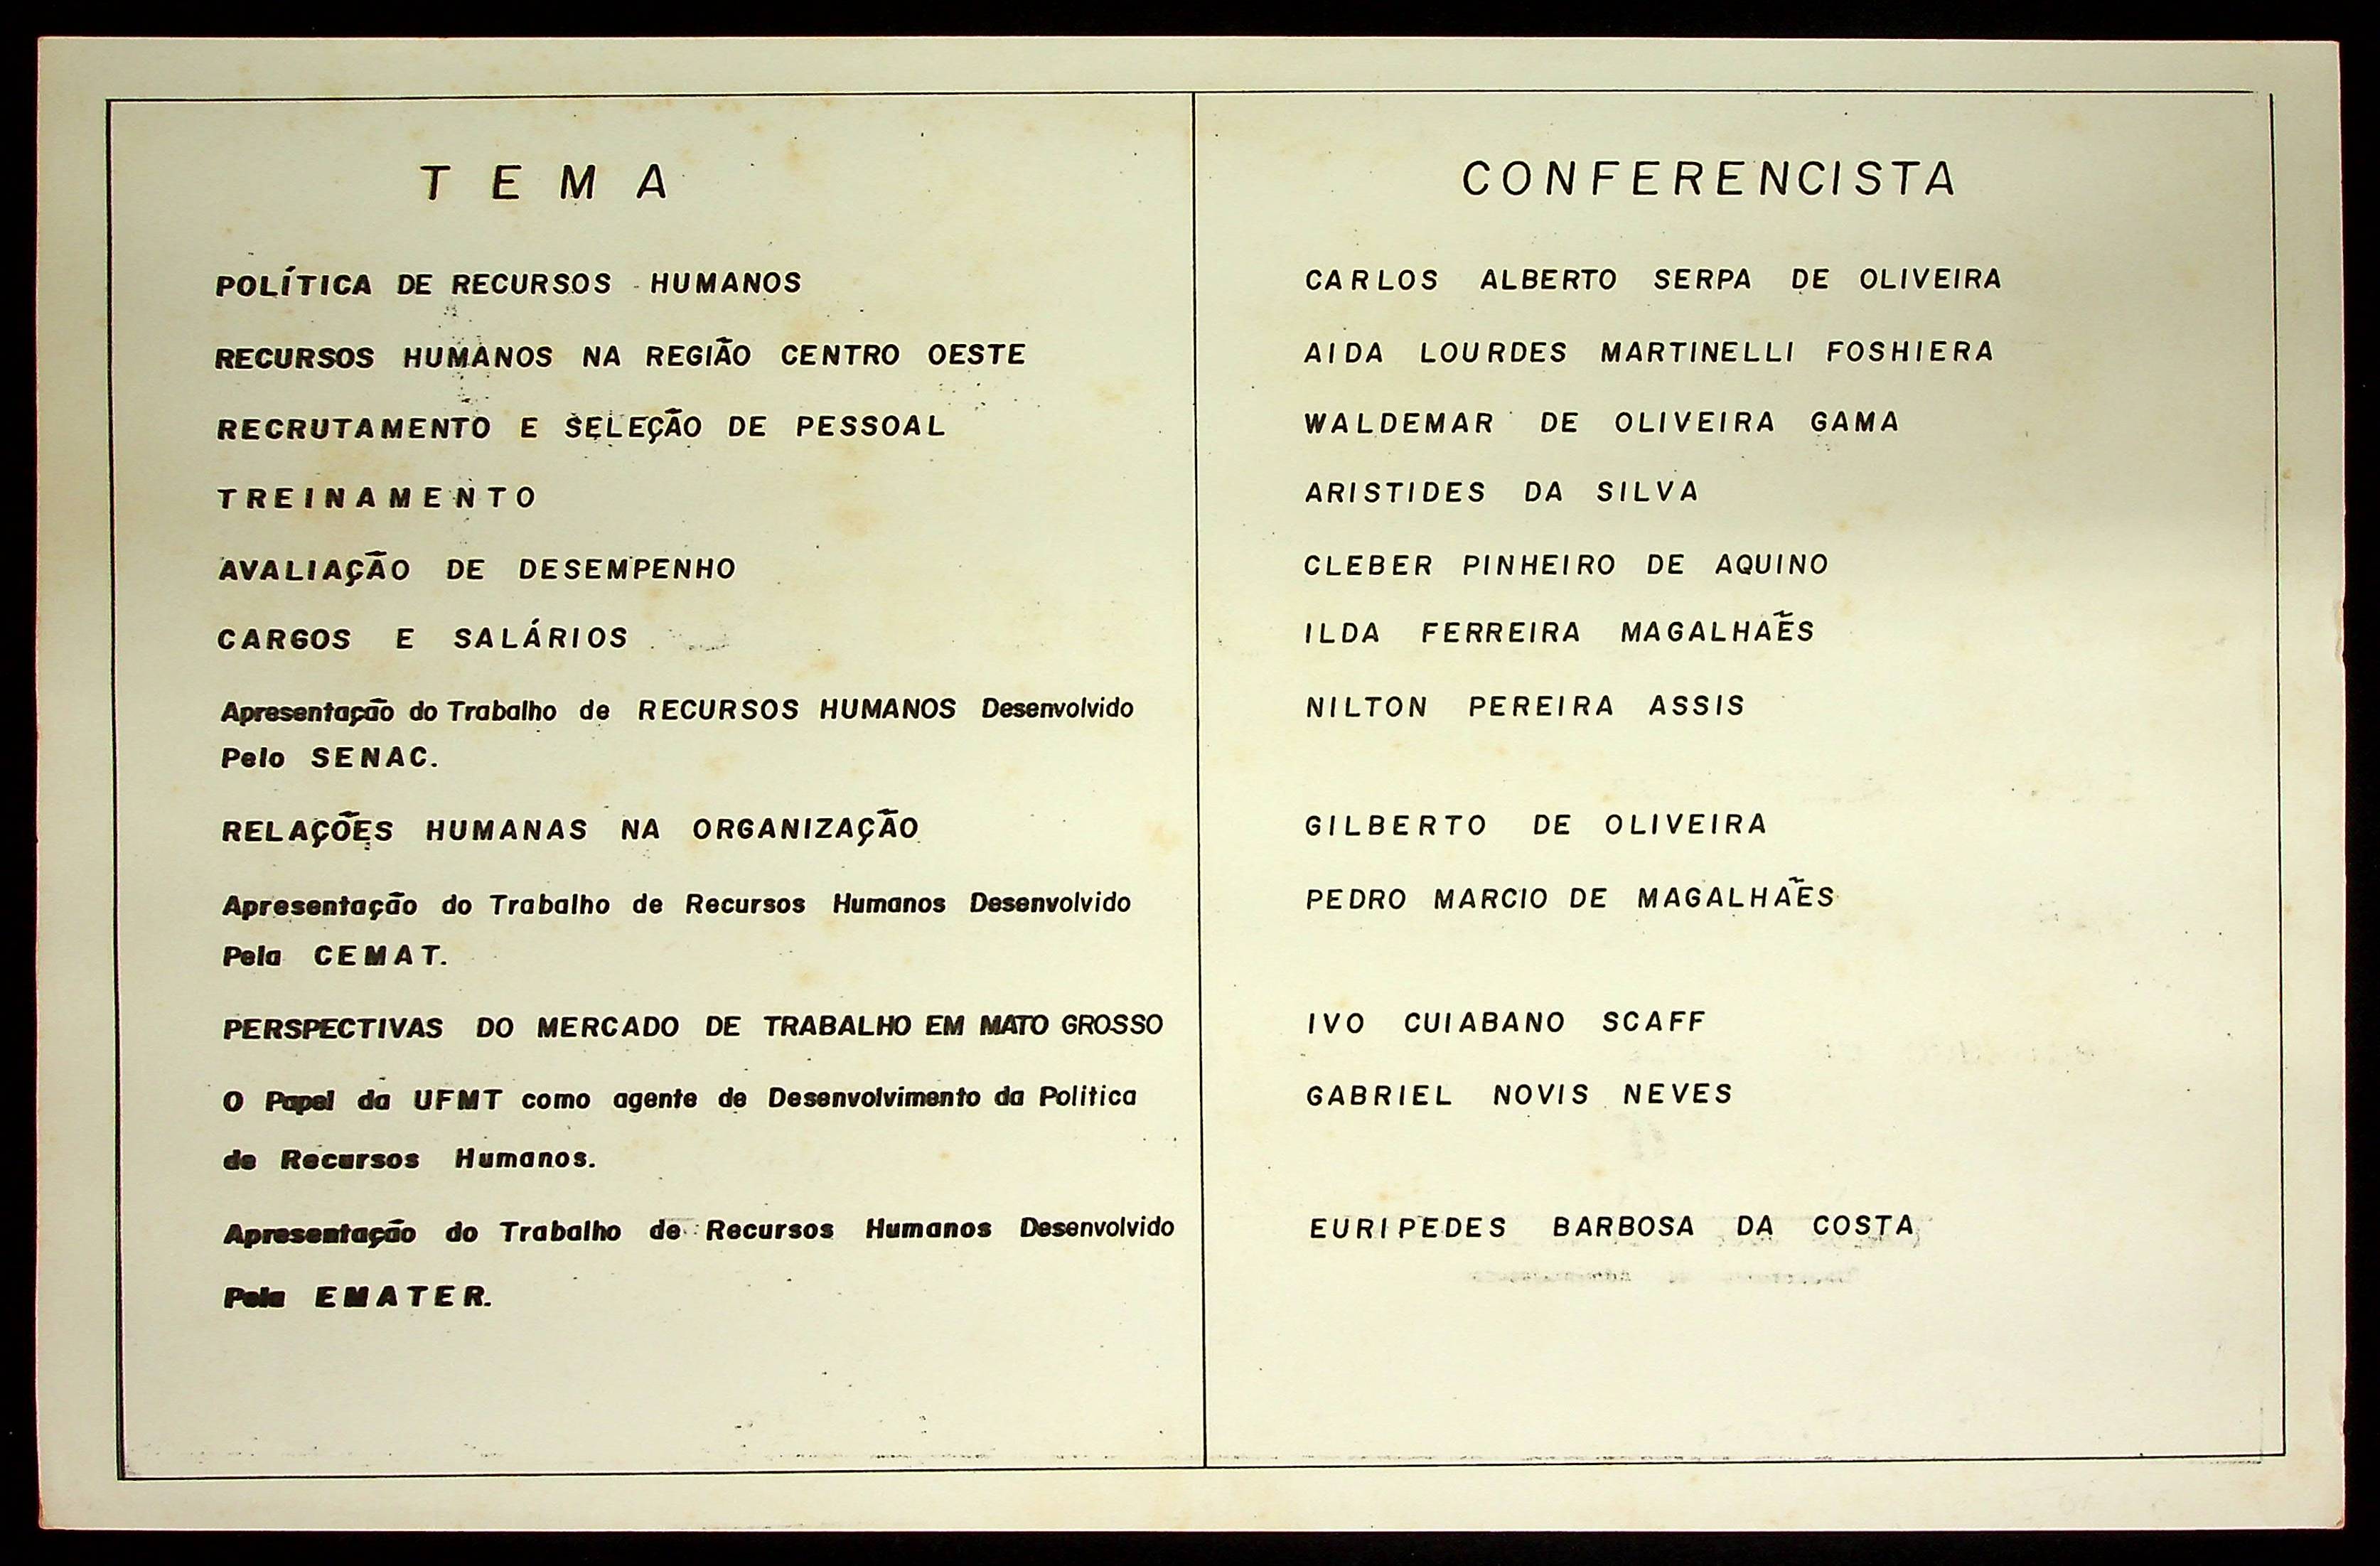 TEMA
CONFERENCISTA
POLÍTICA DE RECURSOS HUMANOS
CARLOS ALBERTO SERPA DE OLIVEIRA
RECURSOS HUMANOS NA REGIÃO CENTRO OESTE
AIDA LOURDES MARTINELLI FOSHIERA
RECRUTAMENTO E SELEÇÃO DE PESSOAL
WALDEMAR DE OLIVEIRA GAMA
TREINAMENTO
ARISTIDES DA SILVA
AVALIAÇÃO DE DESEMPENHO
CLEBER PINHEIRO DE AQUINO
CARGOS E SALÁRIOS
ILDA FERREIRA MAGALHÃES
Apresentação do Trabalho de RECURSOS HUMANOS Desenvolvido
Pelo SENAC.
NILTON PEREIRA ASSIS
RELAÇÕES HUMANAS NA ORGANIZAÇÃO
GILBERTO DE OLIVEIRA
Apresentação do Trabalho de Recursos Humanos Desenvolvido
Pela CEMAT.
PEDRO MARCIO DE MAGALHÃES
PERSPECTIVAS DO MERCADO DE TRABALHO EM MATO GROSSO
IVO CUIABANO SCAFF
O Papel da UFMT como agente de Desenvolvimento da Politica
de Recursos Humanos.
GABRIEL NOVIS NEVES
Apresentação do Trabalho de Recursos Humanos Desenvolvido
Pela EMATER.
EURIPEDES BARBOSA DA COSTA